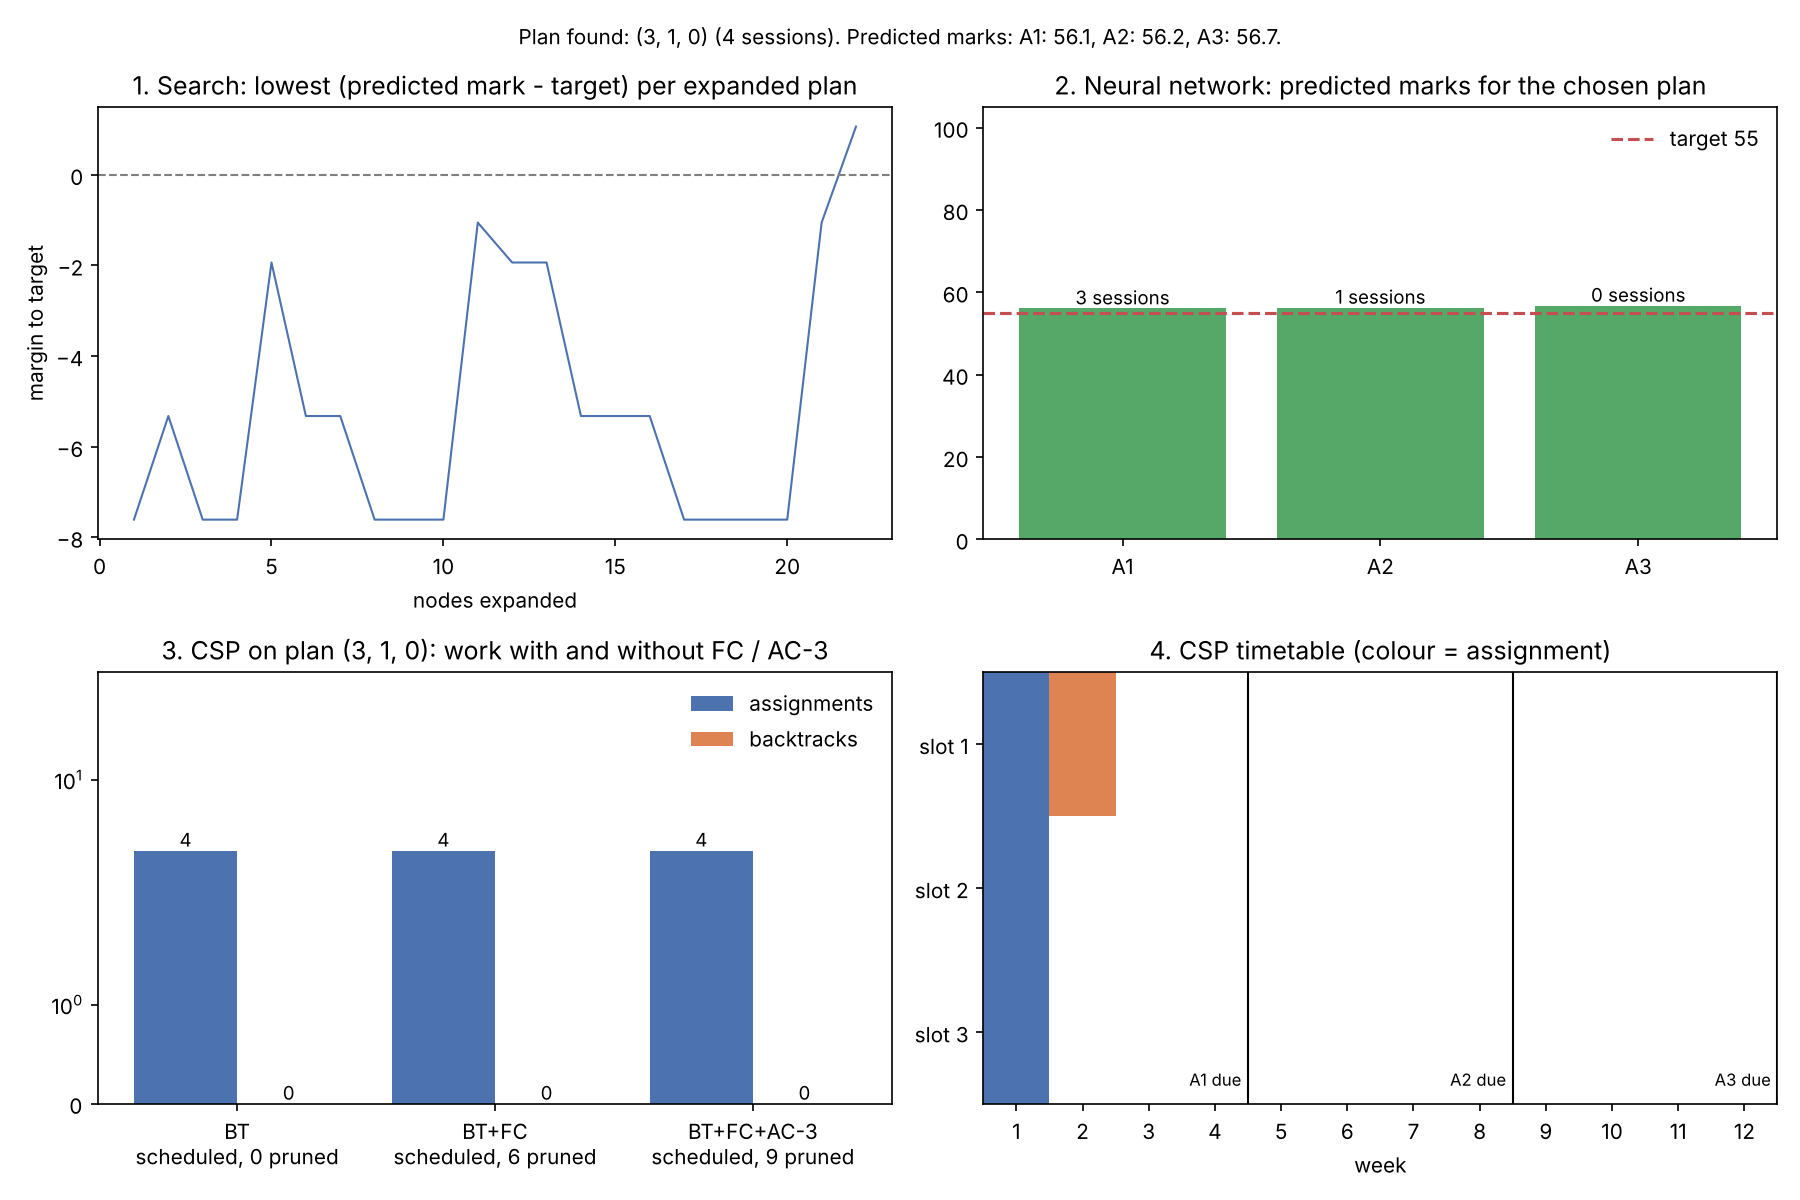 Plan found: (3, 1, 0) (4 sessions). Predicted marks: A1: 56.1, A2: 56.2, A3: 56.7.
1. Search: lowest (predicted mark - target) per expanded plan
margin to target
0
−2
−4
−6
−8
0 5 10 15 20
nodes expanded
2. Neural network: predicted marks for the chosen plan
target 55
100
80
60
40
20
0
3 sessions 1 sessions 0 sessions
A1 A2 A3
3. CSP on plan (3, 1, 0): work with and without FC / AC-3
assignments
backtracks
10¹
10⁰
0
4 0 4 0 4 0
BT BT+FC BT+FC+AC-3
scheduled, 0 pruned scheduled, 6 pruned scheduled, 9 pruned
4. CSP timetable (colour = assignment)
slot 1
slot 2
slot 3
A1 due A2 due A3 due
1 2 3 4 5 6 7 8 9 10 11 12
week